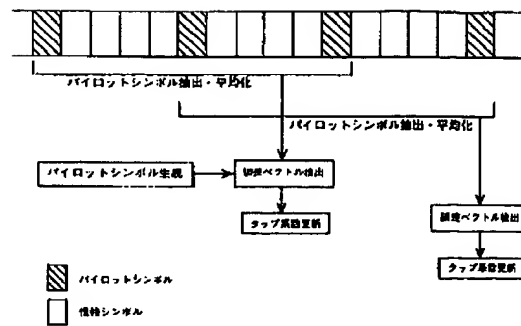 パイロットシンボル抽出・平均化
パイロットシンボル抽出・平均化
パイロットシンボル生成
誤差ベクトル抽出
タップ係数更新
誤差ベクトル抽出
タップ係数更新
パイロットシンボル
情報シンボル